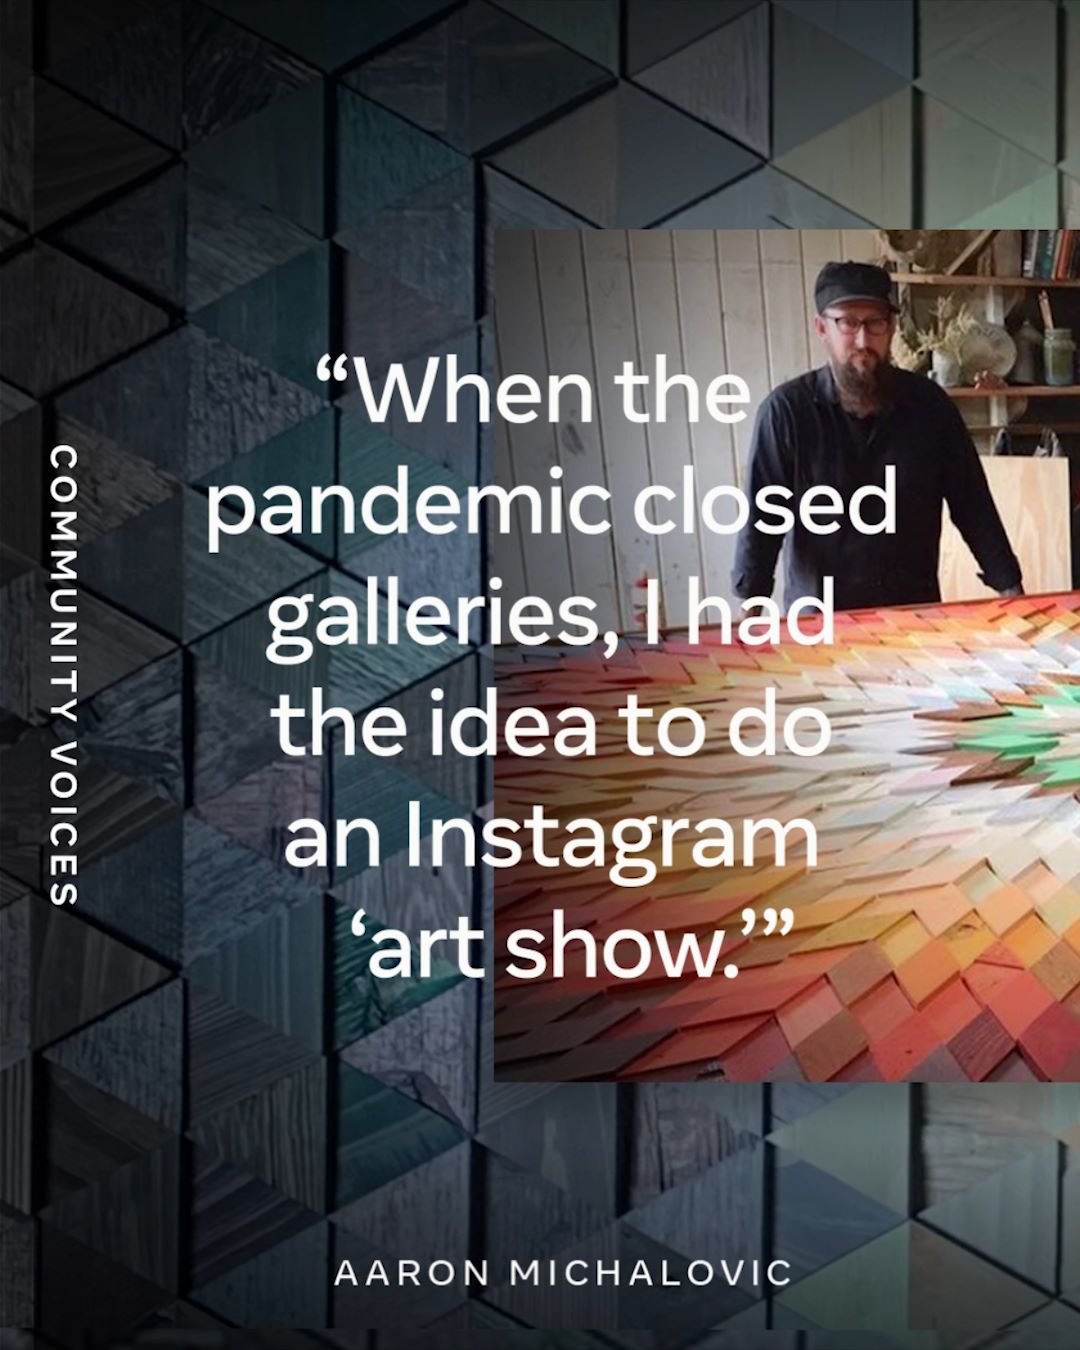 COMMUNITY VOICES
“When the
pandemic closed
galleries, I had
the idea to do
an Instagram
‘art show.’”
AARON MICHALOVIC